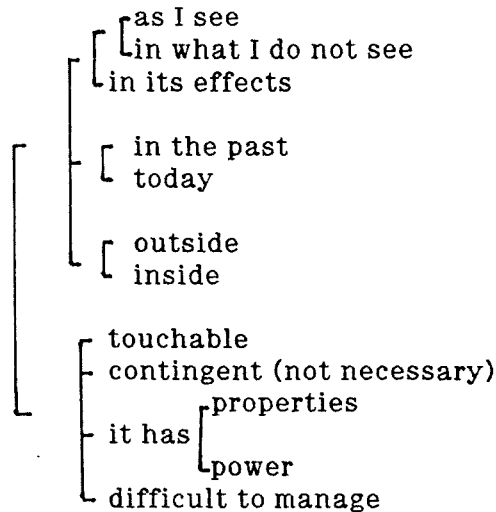 as I see
in what I do not see
in its effects
in the past
today
outside
inside
touchable
contingent (not necessary)
properties
it has
power
difficult to manage